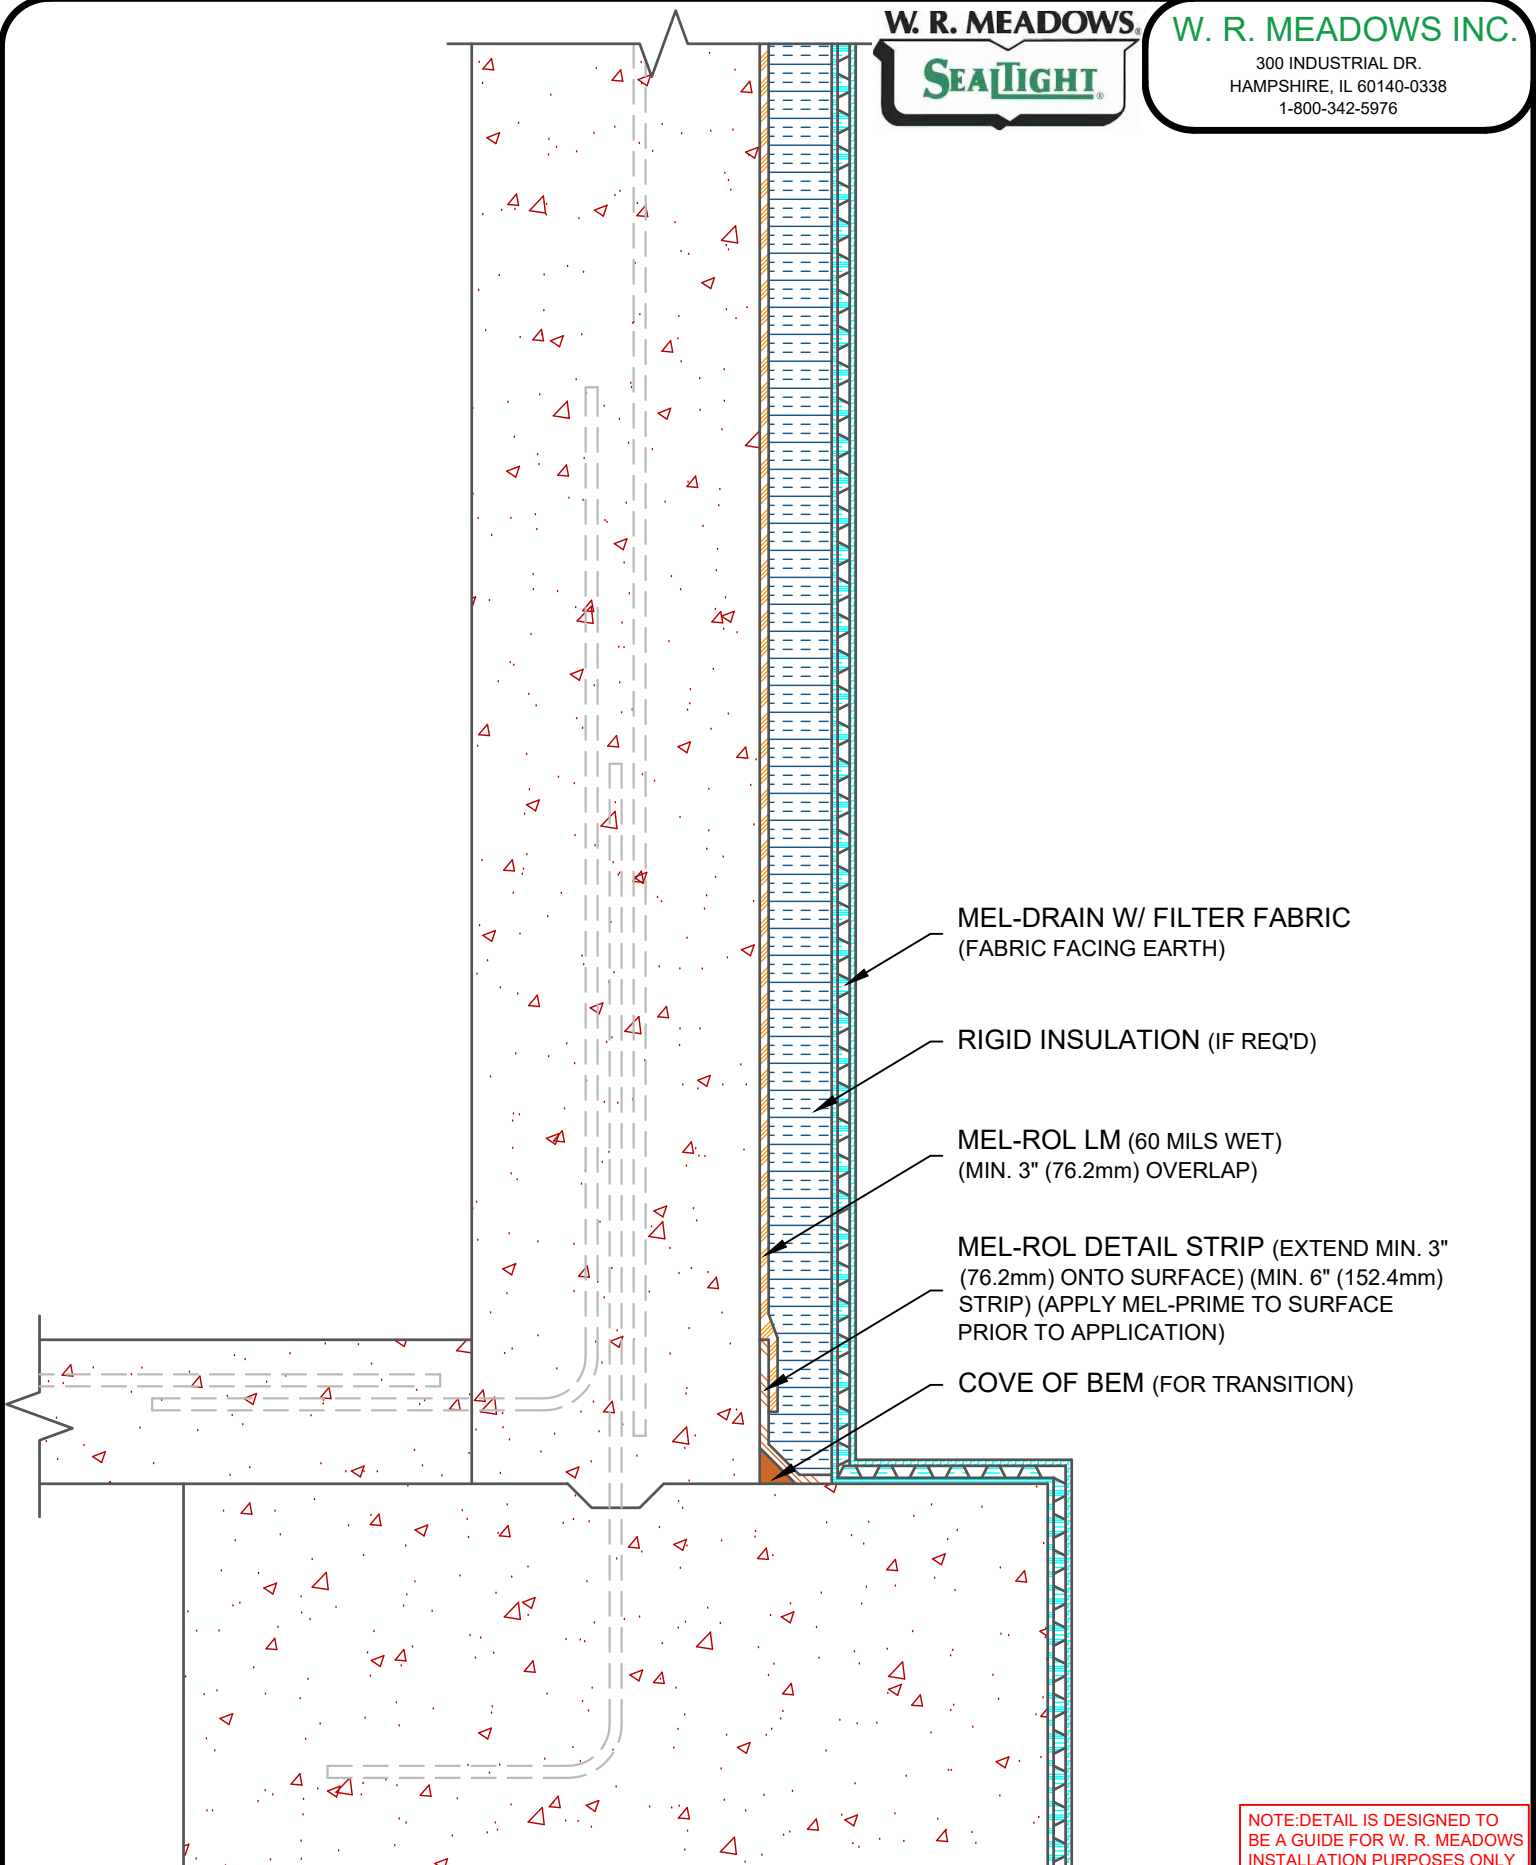 W. R. MEADOWS®
SEALTIGHT®
W. R. MEADOWS INC.
300 INDUSTRIAL DR.
HAMPSHIRE, IL 60140-0338
1-800-342-5976
MEL-DRAIN W/ FILTER FABRIC
(FABRIC FACING EARTH)
RIGID INSULATION (IF REQ'D)
MEL-ROL LM (60 MILS WET)
(MIN. 3" (76.2mm) OVERLAP)
MEL-ROL DETAIL STRIP (EXTEND MIN. 3"
(76.2mm) ONTO SURFACE) (MIN. 6" (152.4mm)
STRIP) (APPLY MEL-PRIME TO SURFACE
PRIOR TO APPLICATION)
COVE OF BEM (FOR TRANSITION)
NOTE:DETAIL IS DESIGNED TO
BE A GUIDE FOR W. R. MEADOWS
INSTALLATION PURPOSES ONLY